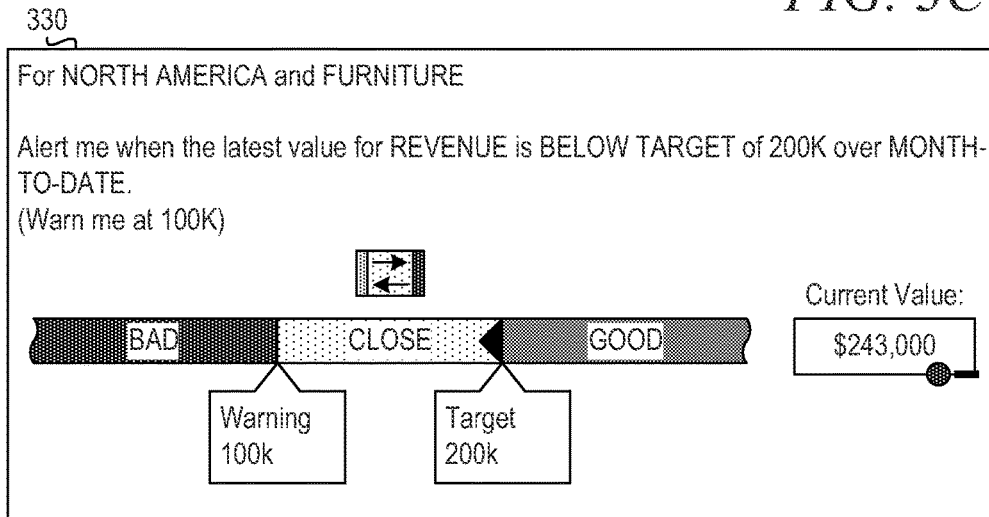 FIG. 3C
330
For NORTH AMERICA and FURNITURE
Alert me when the latest value for REVENUE is BELOW TARGET of 200K over MONTH-
TO-DATE.
(Warn me at 100K)
Current Value:
BAD CLOSE GOOD $243,000
Warning Target
100k 200k